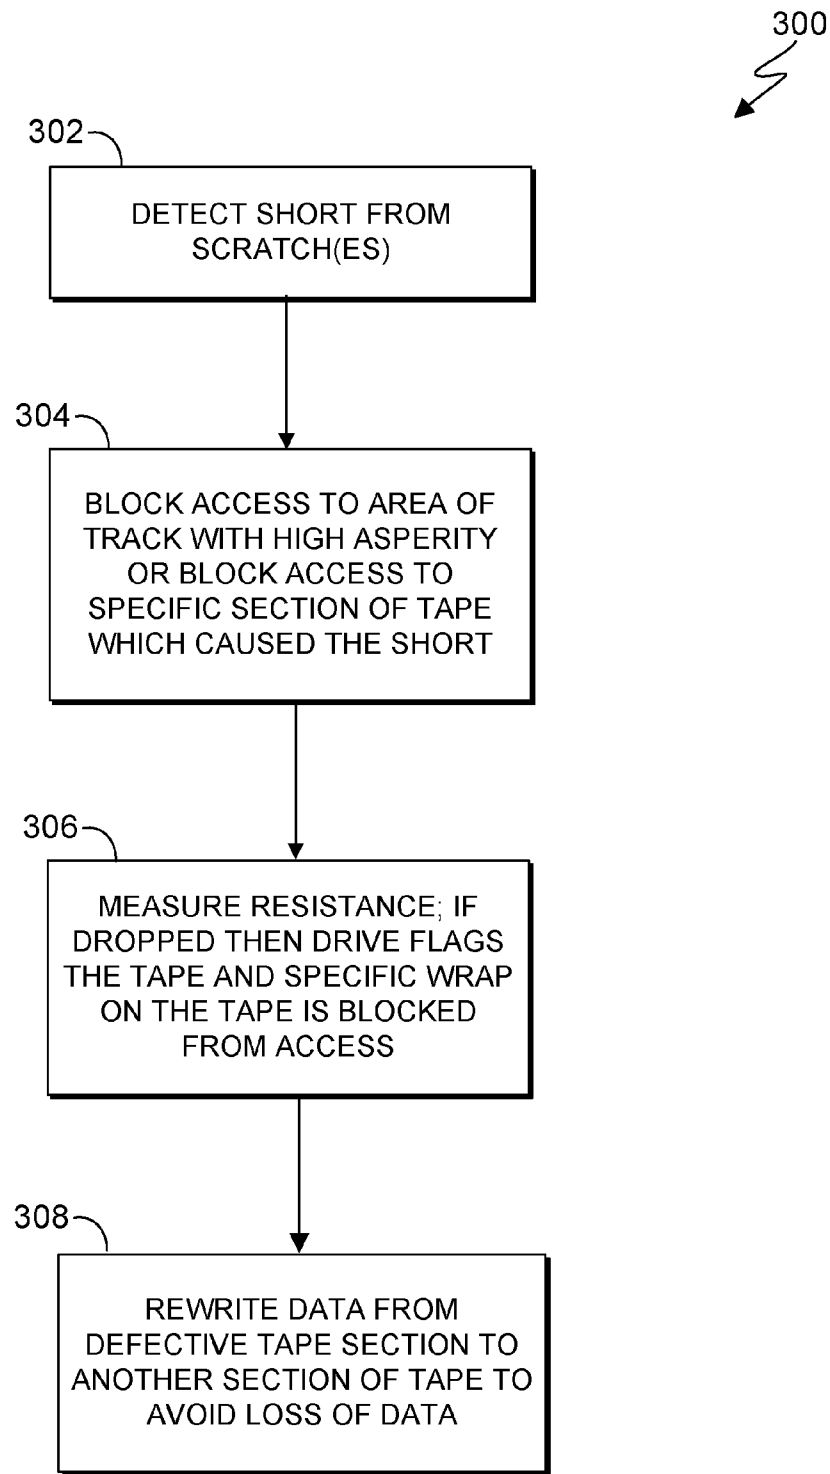 300
302
DETECT SHORT FROM
SCRATCH(ES)
304
BLOCK ACCESS TO AREA OF
TRACK WITH HIGH ASPERITY
OR BLOCK ACCESS TO
SPECIFIC SECTION OF TAPE
WHICH CAUSED THE SHORT
306
MEASURE RESISTANCE; IF
DROPPED THEN DRIVE FLAGS
THE TAPE AND SPECIFIC WRAP
ON THE TAPE IS BLOCKED
FROM ACCESS
308
REWRITE DATA FROM
DEFECTIVE TAPE SECTION TO
ANOTHER SECTION OF TAPE TO
AVOID LOSS OF DATA